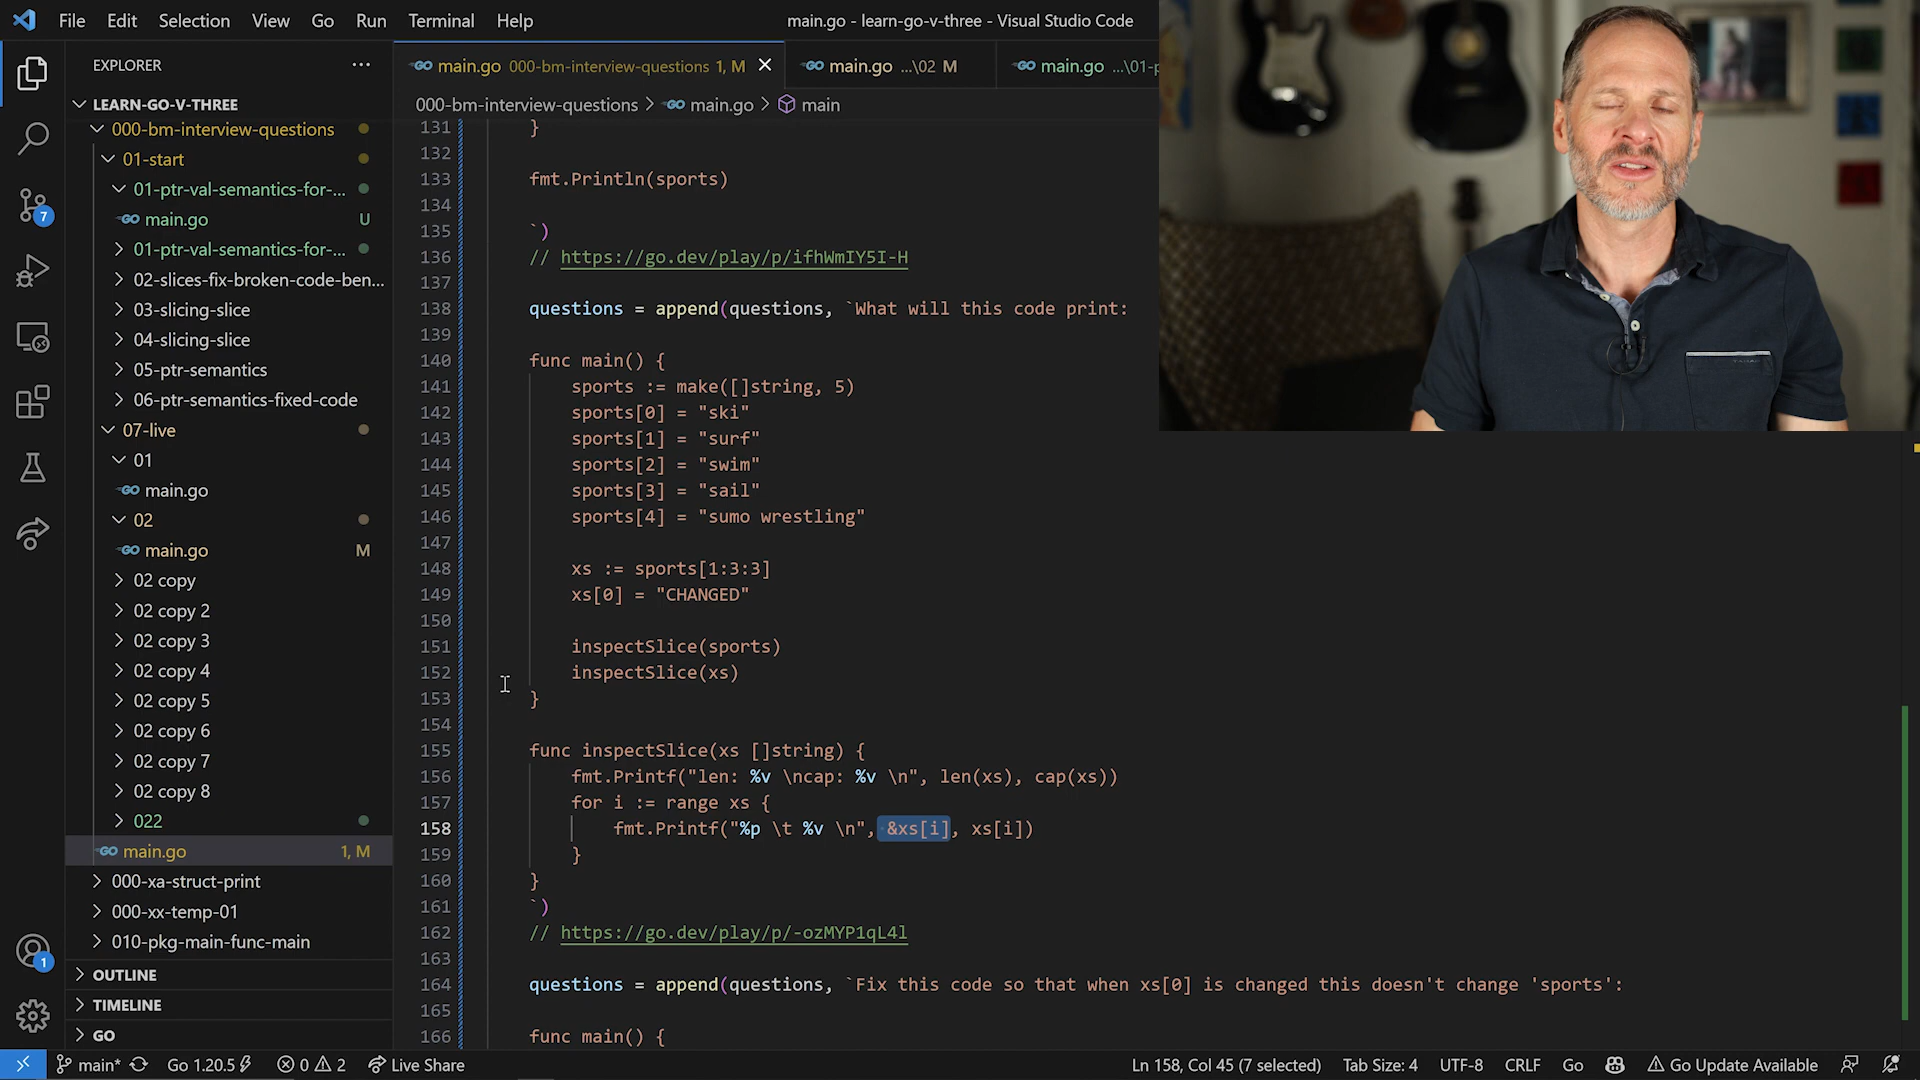 File Edit Selection View Go Run Terminal Help
main.go - learn-go-v-three - Visual Studio Code
EXPLORER
LEARN-GO-V-THREE
000-bm-interview-questions
01-start
01-ptr-val-semantics-for-...
main.go U
01-ptr-val-semantics-for-...
02-slices-fix-broken-code-ben...
03-slicing-slice
04-slicing-slice
05-ptr-semantics
06-ptr-semantics-fixed-code
07-live
01
main.go
02
main.go M
02 copy
02 copy 2
02 copy 3
02 copy 4
02 copy 5
02 copy 6
02 copy 7
02 copy 8
022
main.go 1, M
000-xa-struct-print
000-xx-temp-01
010-pkg-main-func-main
OUTLINE
TIMELINE
GO
7
1
main.go 000-bm-interview-questions 1, M
main.go ...\02 M
main.go ...\01-p
000-bm-interview-questions > main.go > main
131 }
132
133 fmt.Println(sports)
134
135 `)
136 // https://go.dev/play/p/ifhWmIY5I-H
137
138 questions = append(questions, `What will this code print:
139
140 func main() {
141 sports := make([]string, 5)
142 sports[0] = "ski"
143 sports[1] = "surf"
144 sports[2] = "swim"
145 sports[3] = "sail"
146 sports[4] = "sumo wrestling"
147
148 xs := sports[1:3:3]
149 xs[0] = "CHANGED"
150
151 inspectSlice(sports)
152 inspectSlice(xs)
153 }
154
155 func inspectSlice(xs []string) {
156 fmt.Printf("len: %v \ncap: %v \n", len(xs), cap(xs))
157 for i := range xs {
158 fmt.Printf("%p \t %v \n", &xs[i], xs[i])
159 }
160 }
161 `)
162 // https://go.dev/play/p/-ozMYP1qL4l
163
164 questions = append(questions, `Fix this code so that when xs[0] is changed this doesn't change 'sports':
165
166 func main() {
main* Go 1.20.5 0 2 Live Share
Ln 158, Col 45 (7 selected) Tab Size: 4 UTF-8 CRLF Go Go Update Available